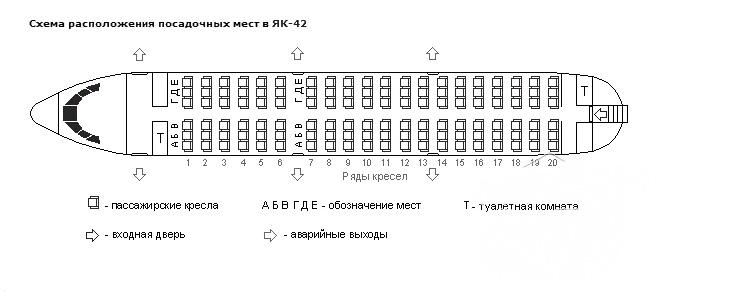 Схема расположения посадочных мест в ЯК-42
Г Д Е Г Д Е Т
Т А Б В А Б В
1 2 3 4 5 6 7 8 9 10 11 12 13 14 15 16 17 18 19 20
Ряды кресел
- пассажирские кресла А Б В Г Д Е - обозначение мест Т - туалетная комната
- входная дверь - аварийные выходы